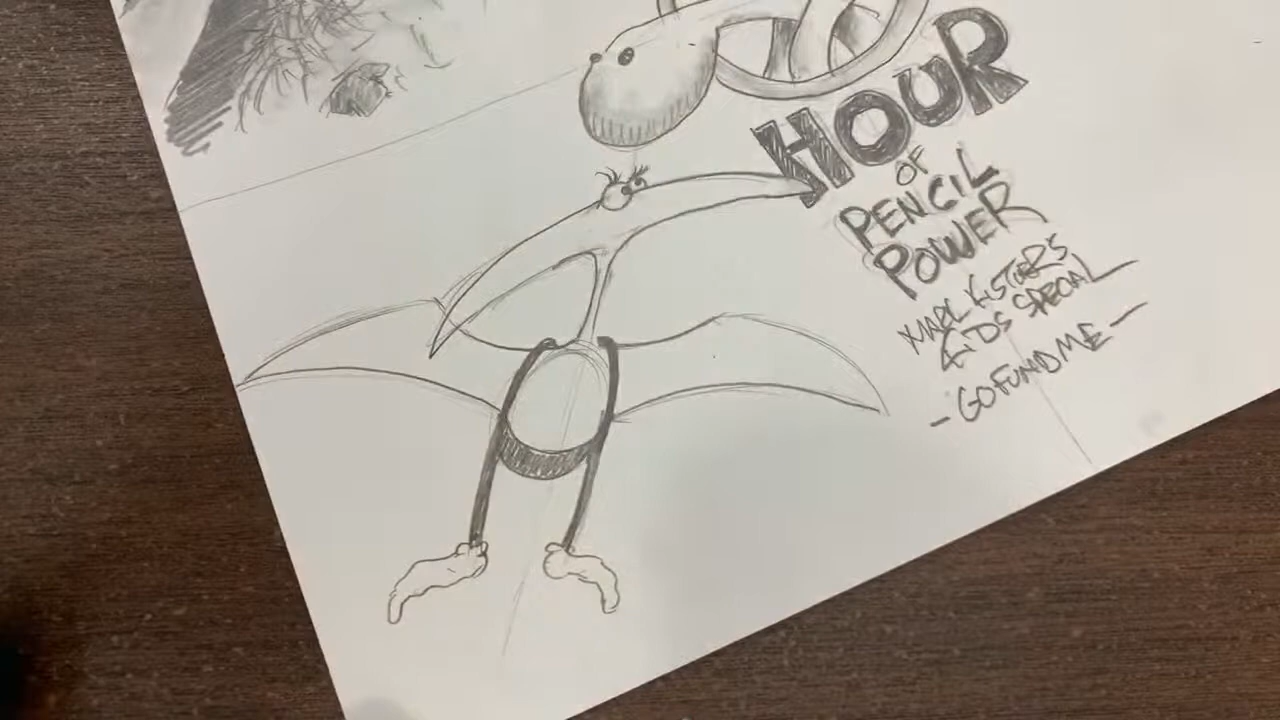 HOUR
OF
PENCIL
POWER
MARK KISTLER'S
KIDS SPECIAL
- GOFUNDME -